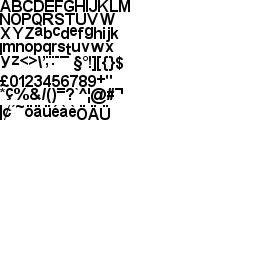 ABCDEFGHIJKLM
NOPQRSTUVW
XYZabcdefghijk
lmnopqrstuvwx
yz<>\
§°!][{}$
£0123456789+"
*ç%&/()=?`^¡@#¬
|¢´~öäüéàèÖÄÜ